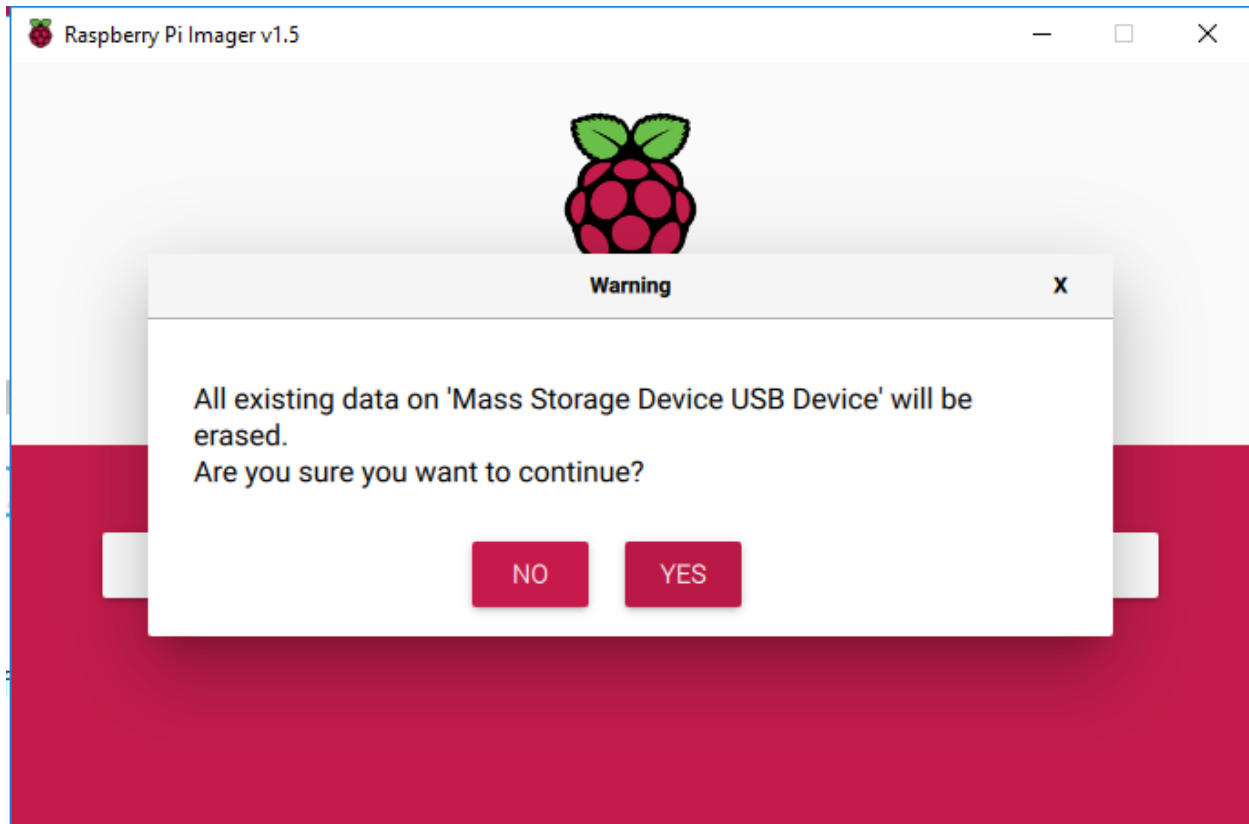 Raspberry Pi Imager v1.5
Warning
X
All existing data on 'Mass Storage Device USB Device' will be
erased.
Are you sure you want to continue?
NO YES